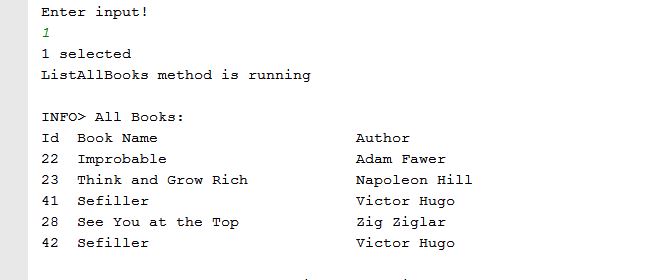 Enter input!
1
1 selected
ListAllBooks method is running
INFO> All Books:
Id Book Name Author
22 Improbable Adam Fawer
23 Think and Grow Rich Napoleon Hill
41 Sefiller Victor Hugo
28 See You at the Top Zig Ziglar
42 Sefiller Victor Hugo